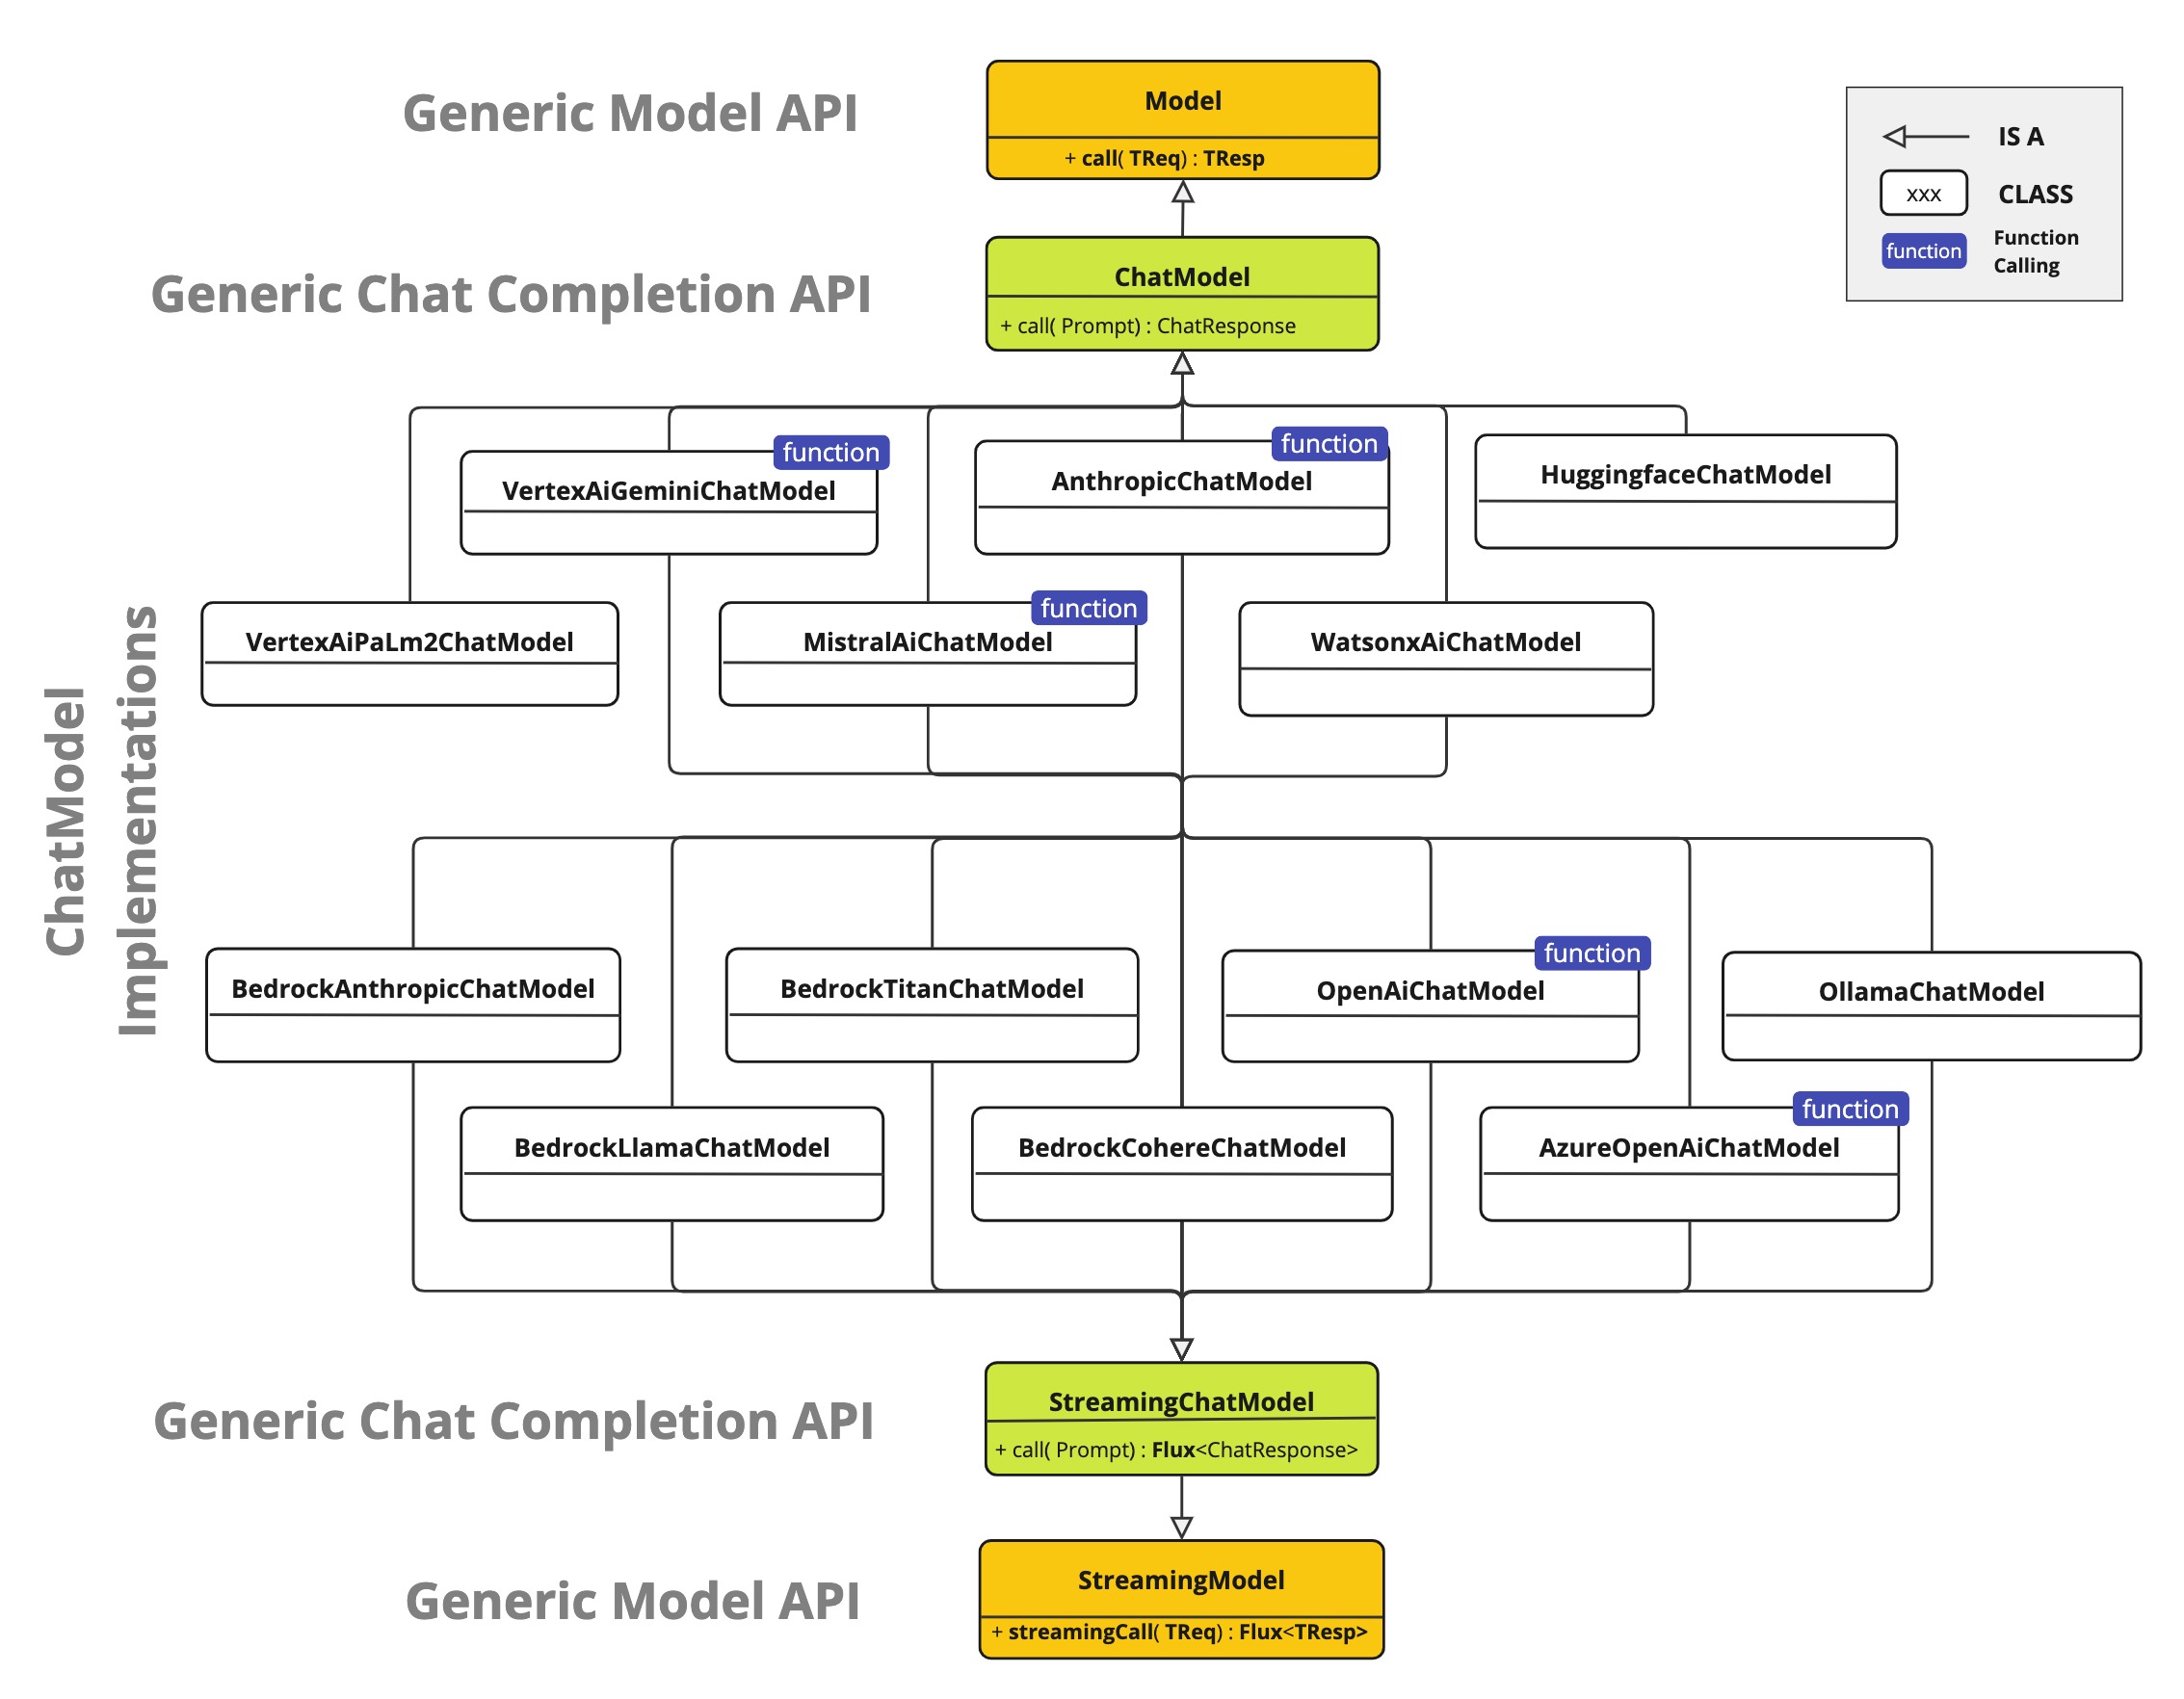 Generic Model API
Model
+ call( TReq) : TResp
IS A
xxx
CLASS
function
Function
Calling
Generic Chat Completion API
ChatModel
+ call( Prompt) : ChatResponse
ChatModel
Implementations
function
VertexAiGeminiChatModel
function
AnthropicChatModel
HuggingfaceChatModel
VertexAiPaLm2ChatModel
function
MistralAiChatModel
WatsonxAiChatModel
BedrockAnthropicChatModel
BedrockTitanChatModel
function
OpenAiChatModel
OllamaChatModel
BedrockLlamaChatModel
BedrockCohereChatModel
function
AzureOpenAiChatModel
Generic Chat Completion API
StreamingChatModel
+ call( Prompt) : Flux<ChatResponse>
Generic Model API
StreamingModel
+ streamingCall( TReq) : Flux<TResp>